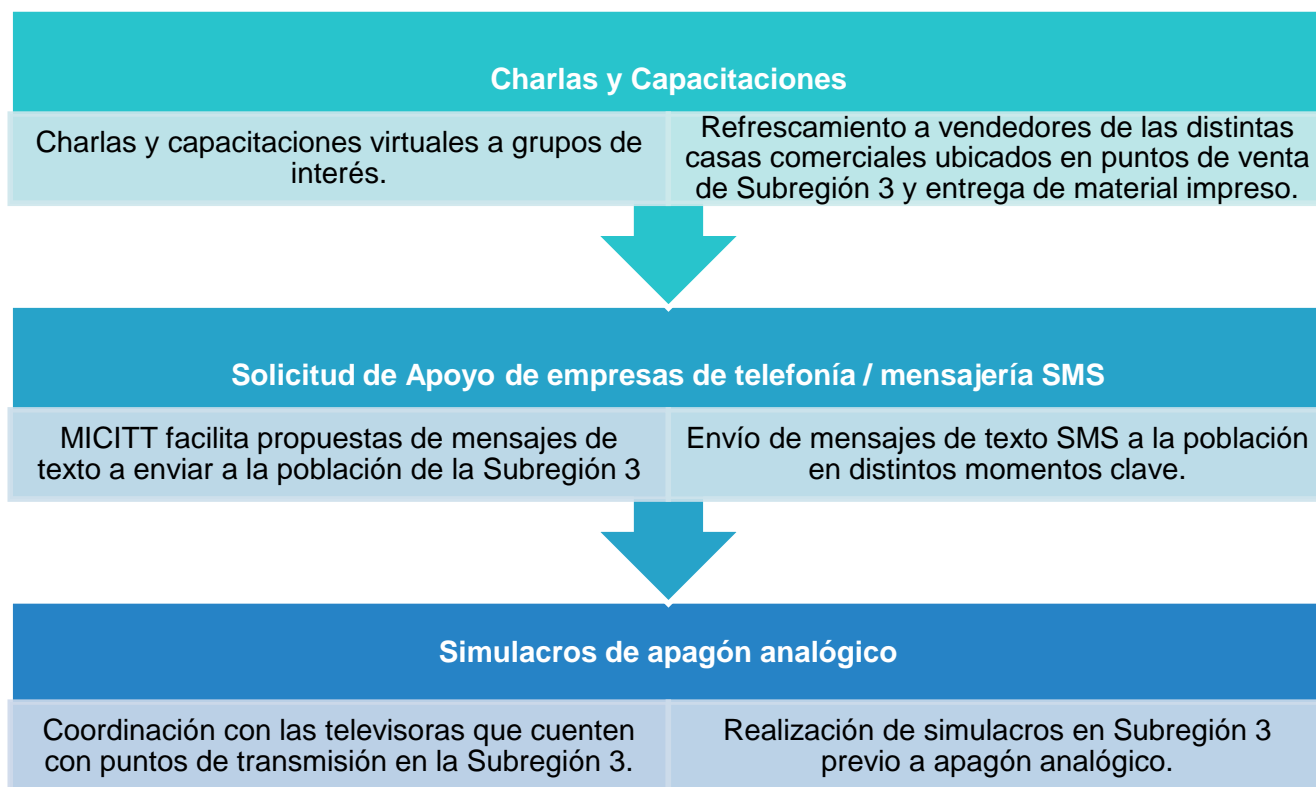 Charlas y Capacitaciones
Charlas y capacitaciones virtuales a grupos de
interés.
Refrescamiento a vendedores de las distintas
casas comerciales ubicados en puntos de venta
de Subregión 3 y entrega de material impreso.
Solicitud de Apoyo de empresas de telefonía / mensajería SMS
MICITT facilita propuestas de mensajes de
texto a enviar a la población de la Subregión 3
Envío de mensajes de texto SMS a la población
en distintos momentos clave.
Simulacros de apagón analógico
Coordinación con las televisoras que cuenten
con puntos de transmisión en la Subregión 3.
Realización de simulacros en Subregión 3
previo a apagón analógico.